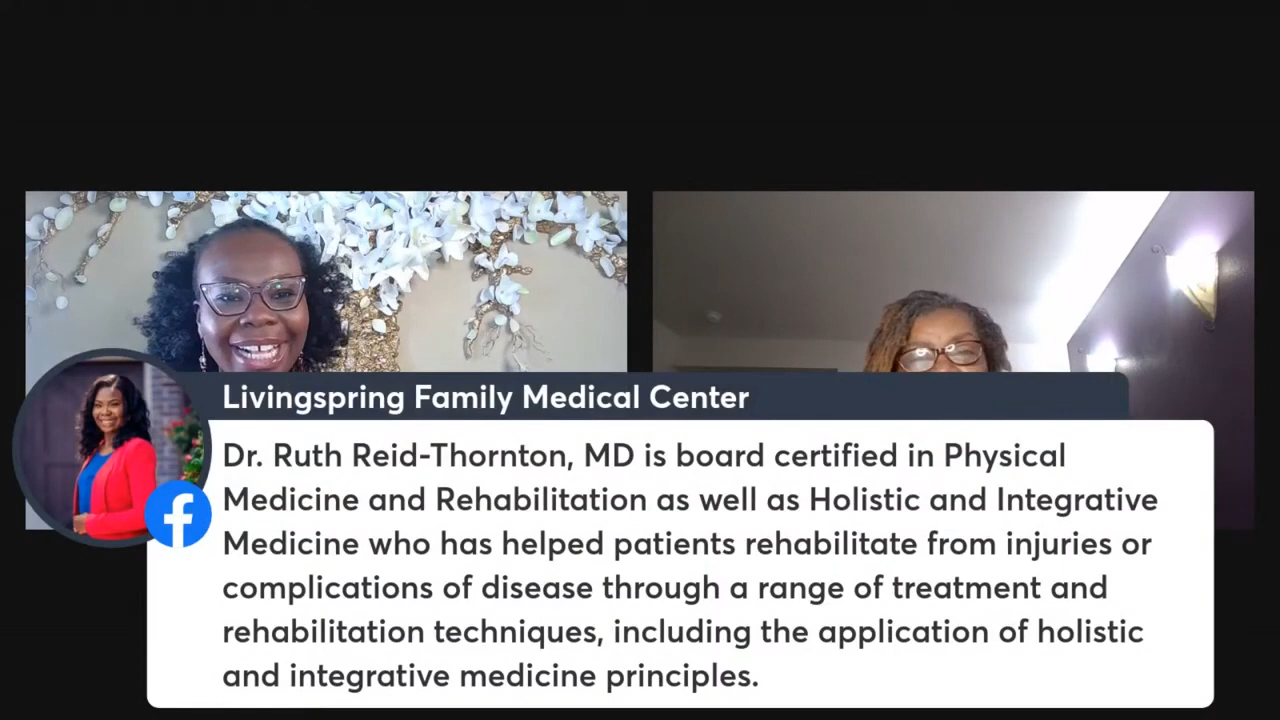 Livingspring Family Medical Center
Dr. Ruth Reid-Thornton, MD is board certified in Physical
Medicine and Rehabilitation as well as Holistic and Integrative
Medicine who has helped patients rehabilitate from injuries or
complications of disease through a range of treatment and
rehabilitation techniques, including the application of holistic
and integrative medicine principles.